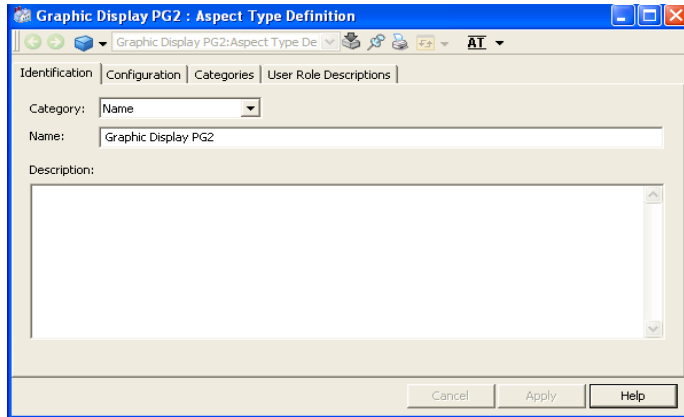 Graphic Display PG2 : Aspect Type Definition
Graphic Display PG2:Aspect Type De
AT
Identification Configuration Categories User Role Descriptions
Category: Name
Name: Graphic Display PG2
Description:
Cancel Apply Help